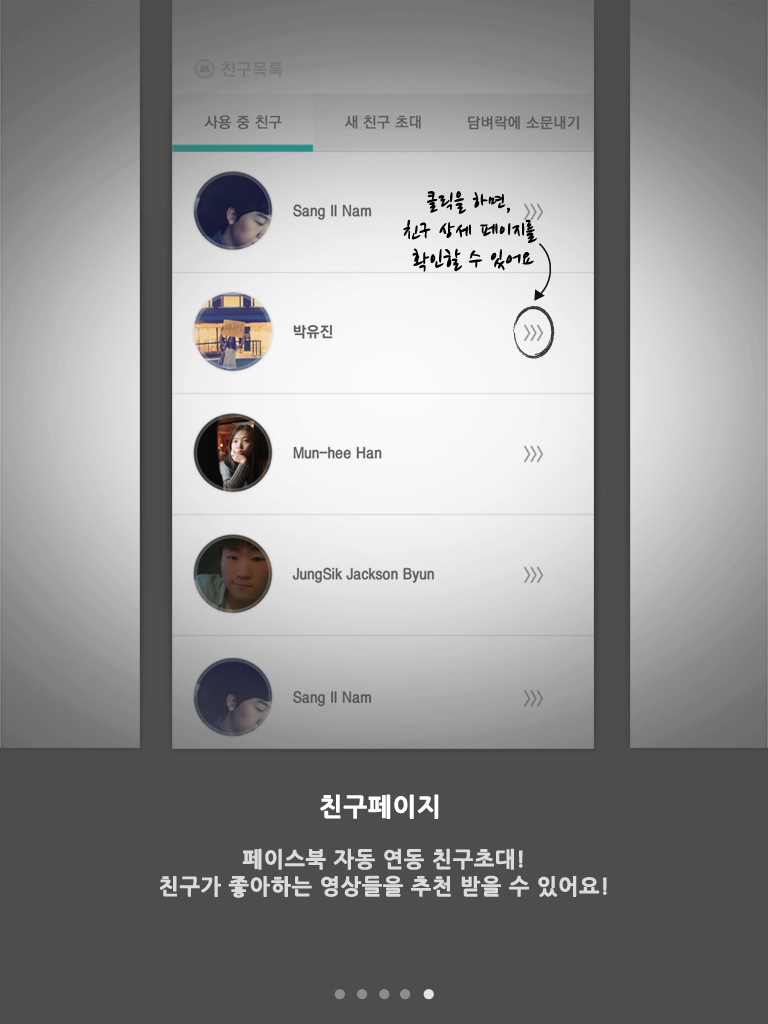 친구목록
사용 중 친구
새 친구 초대
담벼락에 소문내기
Sang Il Nam
클릭을 하면,
친구 상세 페이지를
확인할 수 있어요
박유진
Mun-hee Han
JungSik Jackson Byun
Sang Il Nam
친구페이지
페이스북 자동 연동 친구초대!
친구가 좋아하는 영상들을 추천 받을 수 있어요!